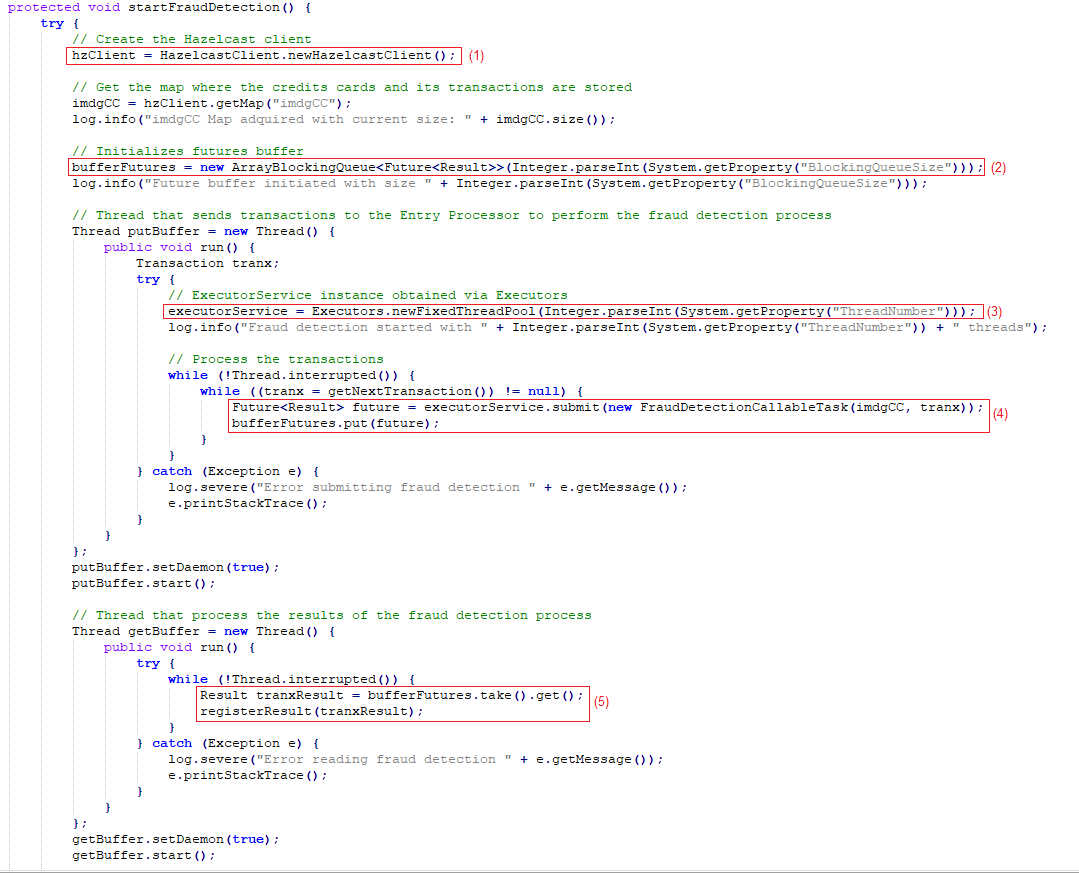 protected void startFraudDetection() {
    try {
        // Create the Hazelcast client
        hzClient = HazelcastClient.newHazelcastClient(); (1)

        // Get the map where the credits cards and its transactions are stored
        imdgCC = hzClient.getMap("imdgCC");
        log.info("imdgCC Map adquired with current size: " + imdgCC.size());

        // Initializes futures buffer
        bufferFutures = new ArrayBlockingQueue<Future<Result>>(Integer.parseInt(System.getProperty("BlockingQueueSize"))); (2)
        log.info("Future buffer initiated with size " + Integer.parseInt(System.getProperty("BlockingQueueSize")));

        // Thread that sends transactions to the Entry Processor to perform the fraud detection process
        Thread putBuffer = new Thread() {
            public void run() {
                Transaction tranx;
                try {
                    // ExecutorService instance obtained via Executors
                    executorService = Executors.newFixedThreadPool(Integer.parseInt(System.getProperty("ThreadNumber"))); (3)
                    log.info("Fraud detection started with " + Integer.parseInt(System.getProperty("ThreadNumber")) + " threads");

                    // Process the transactions
                    while (!Thread.interrupted()) {
                        while ((tranx = getNextTransaction()) != null) {
                            Future<Result> future = executorService.submit(new FraudDetectionCallableTask(imdgCC, tranx)); (4)
                            bufferFutures.put(future);
                        }
                    }
                } catch (Exception e) {
                    log.severe("Error submitting fraud detection " + e.getMessage());
                    e.printStackTrace();
                }
            }
        };
        putBuffer.setDaemon(true);
        putBuffer.start();

        // Thread that process the results of the fraud detection process
        Thread getBuffer = new Thread() {
            public void run() {
                try {
                    while (!Thread.interrupted()) {
                        Result tranxResult = bufferFutures.take().get(); (5)
                        registerResult(tranxResult);
                    }
                } catch (Exception e) {
                    log.severe("Error reading fraud detection " + e.getMessage());
                    e.printStackTrace();
                }
            }
        };
        getBuffer.setDaemon(true);
        getBuffer.start();